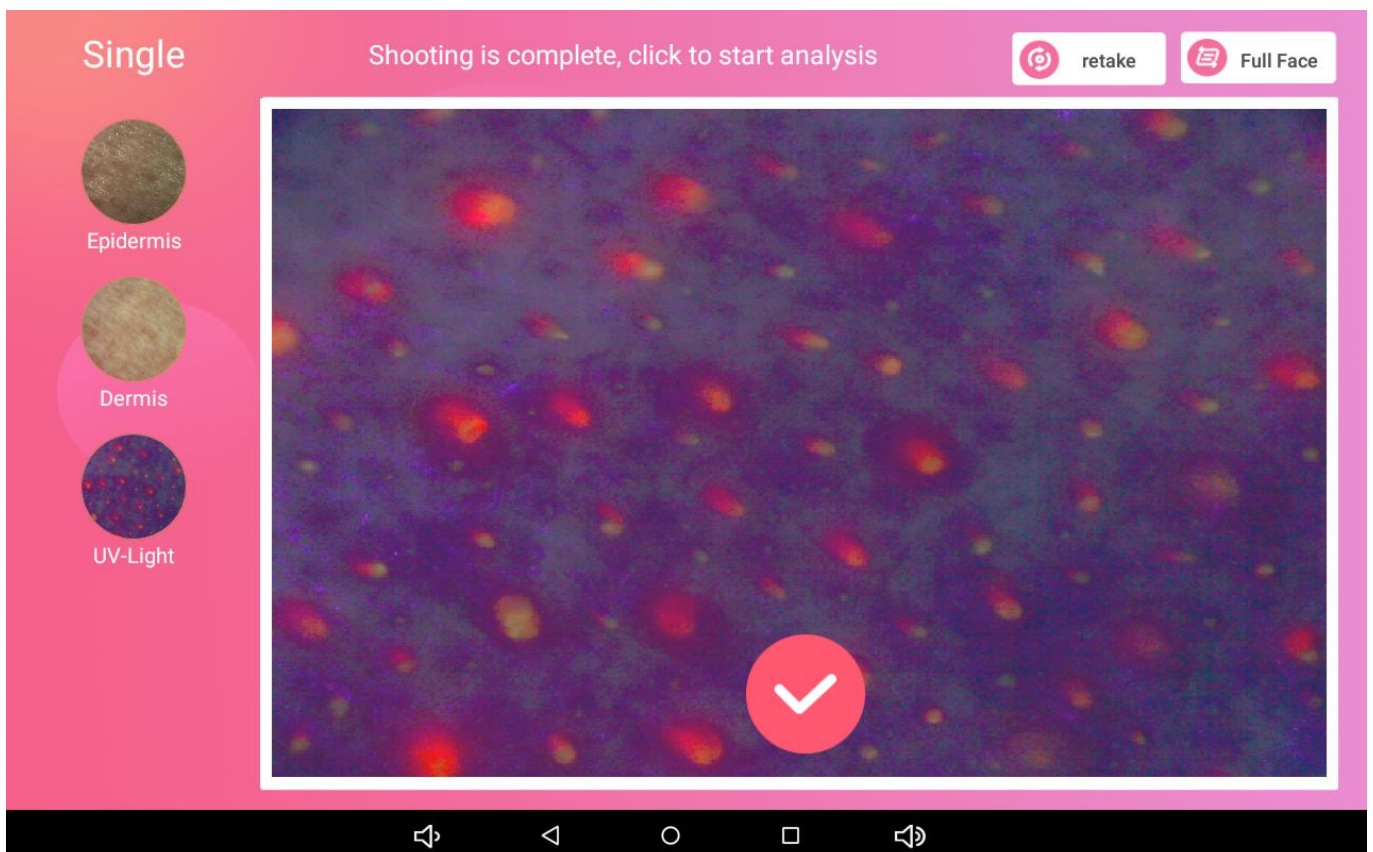 Single
Shooting is complete, click to start analysis
retake
Full Face
Epidermis
Dermis
UV-Light